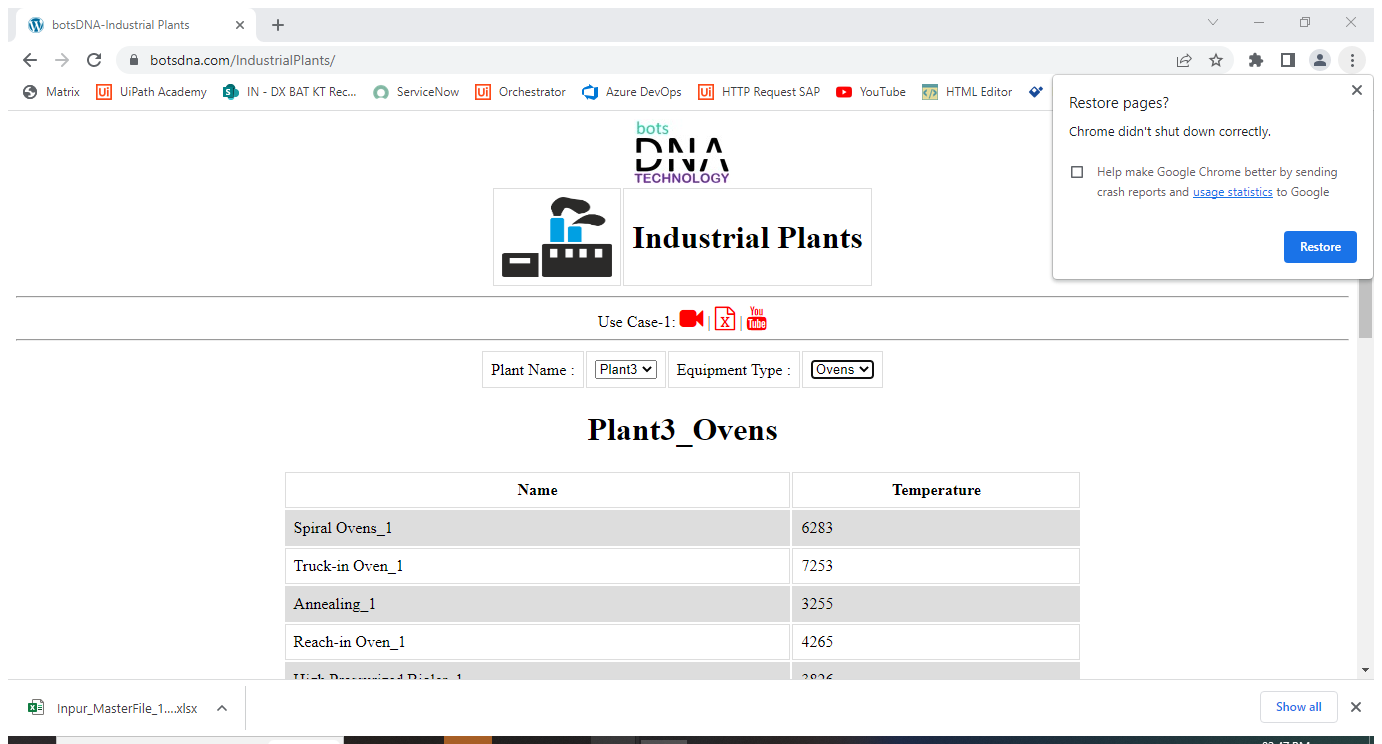 botsDNA-Industrial Plants
botsdna.com/IndustrialPlants/
Matrix UiPath Academy IN - DX BAT KT Rec... ServiceNow Orchestrator Azure DevOps HTTP Request SAP YouTube HTML Editor
Restore pages?
Chrome didn't shut down correctly.
Help make Google Chrome better by sending
crash reports and usage statistics to Google
Restore
bots
DNA
TECHNOLOGY
Industrial Plants
Use Case-1: | X | You Tube
Plant Name : Plant3 Equipment Type : Ovens
Plant3_Ovens
Name Temperature
Spiral Ovens_1 6283
Truck-in Oven_1 7253
Annealing_1 3255
Reach-in Oven_1 4265
Inpur_MasterFile_1....xlsx Show all